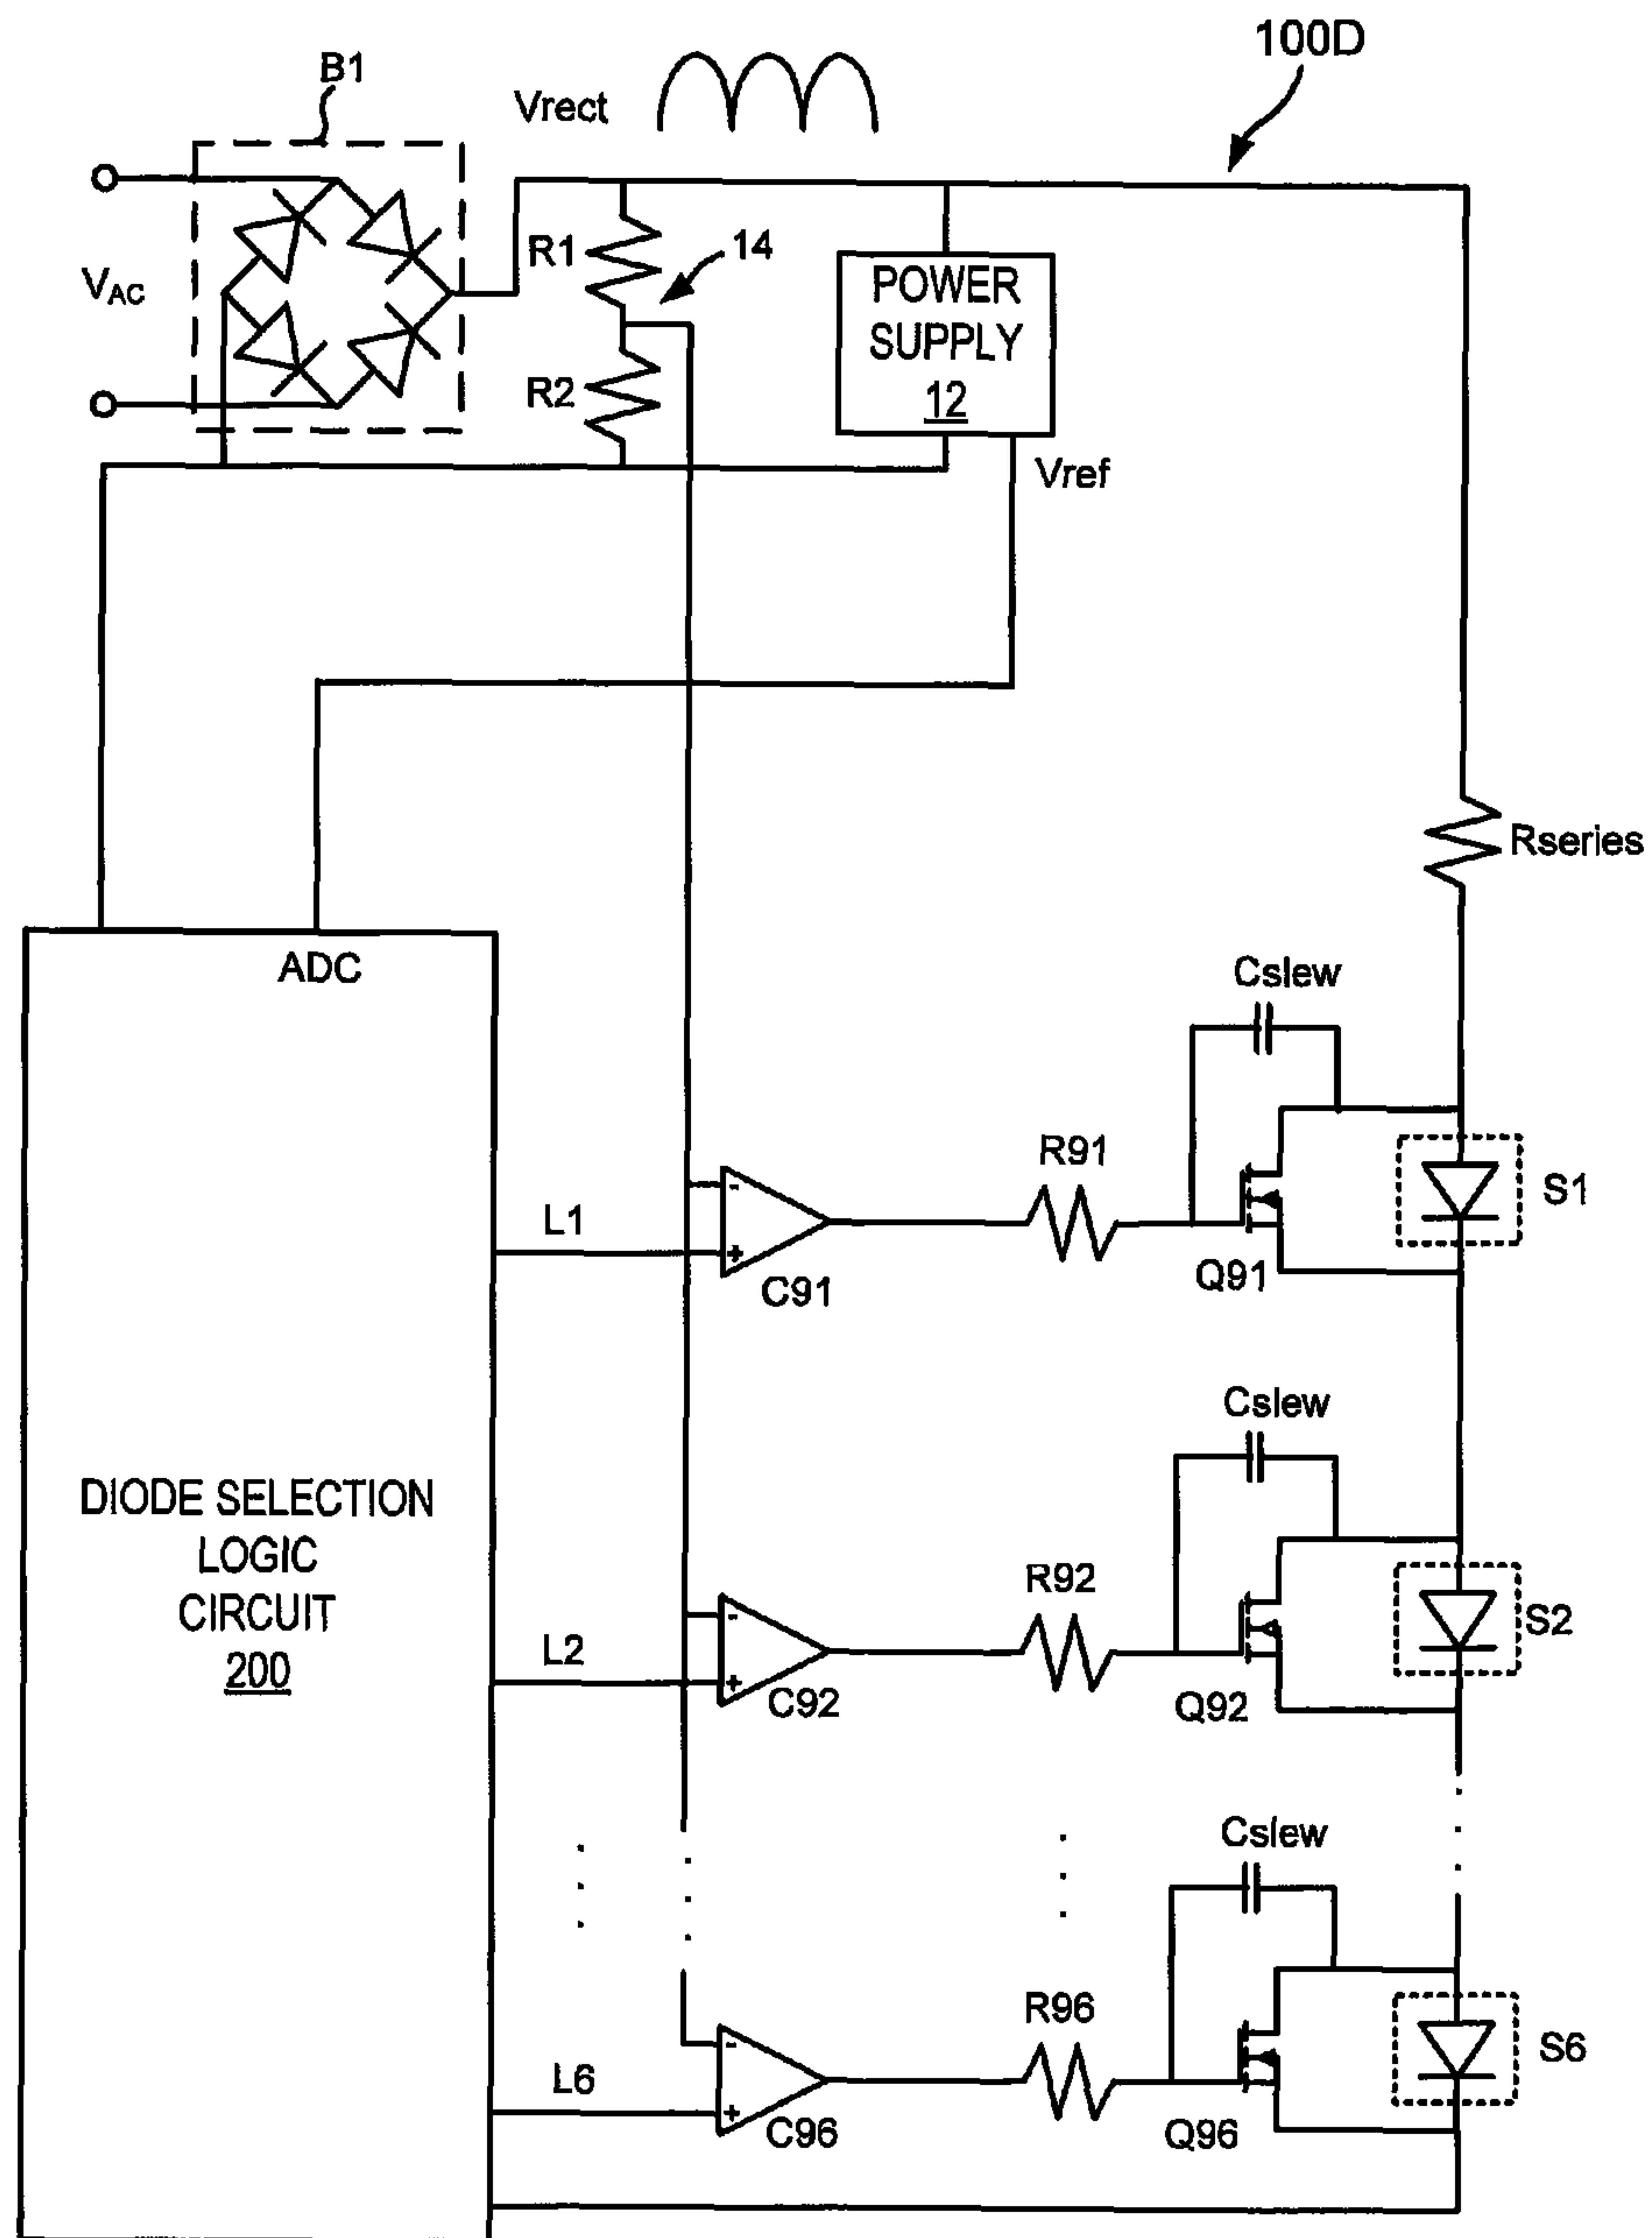 100D
B1
Vrect
VAC
R1
14
POWER
SUPPLY
12
R2
Vref
Rseries
ADC
Cslew
R91
S1
L1
-
+
C91
Q91
Cslew
DIODE SELECTION
LOGIC
CIRCUIT
200
R92
S2
L2
-
+
C92
Q92
Cslew
R96
S6
L6
-
+
C96
Q96